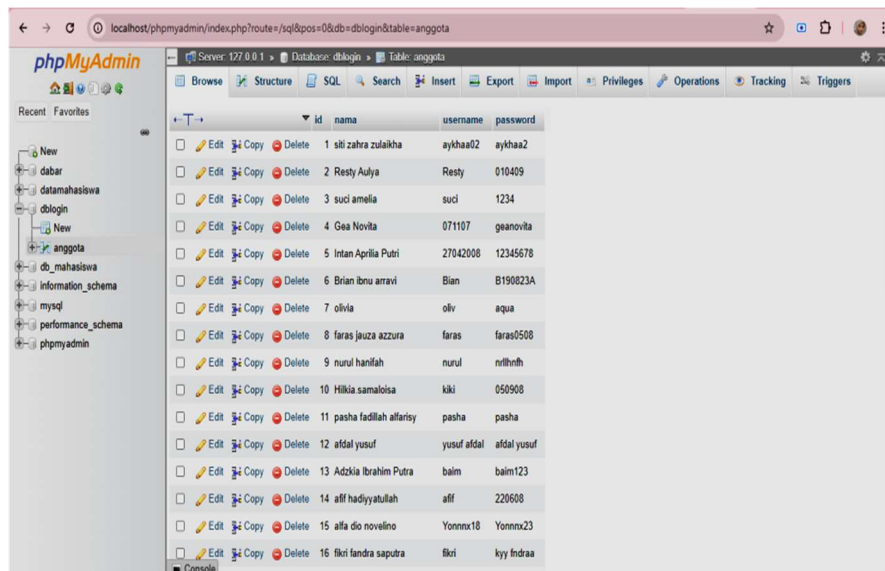 localhost/phpmyadmin/index.php?route=/sql&pos=0&db=dblogin&table=anggota
phpMyAdmin
Recent Favorites
New
dabar
datamahasiswa
dblogin
New
anggota
db_mahasiswa
information_schema
mysql
performance_schema
phpmyadmin
Server: 127.0.0.1 » Database: dblogin » Table: anggota
Browse Structure SQL Search Insert Export Import Privileges Operations Tracking Triggers
←T→ id nama username password
Edit Copy Delete 1 siti zahra zulaikha aykhaa02 aykhaa2
Edit Copy Delete 2 Resty Aulya Resty 010409
Edit Copy Delete 3 suci amelia suci 1234
Edit Copy Delete 4 Gea Novita 071107 geanovita
Edit Copy Delete 5 Intan Aprilia Putri 27042008 12345678
Edit Copy Delete 6 Brian ibnu arravi Bian B190823A
Edit Copy Delete 7 olivia oliv aqua
Edit Copy Delete 8 faras jauza azzura faras faras0508
Edit Copy Delete 9 nurul hanifah nurul nrllhnfh
Edit Copy Delete 10 Hilkia.samaloisa kiki 050908
Edit Copy Delete 11 pasha fadillah alfarisy pasha pasha
Edit Copy Delete 12 afdal yusuf yusuf afdal afdal yusuf
Edit Copy Delete 13 Adzkia Ibrahim Putra baim baim123
Edit Copy Delete 14 afif hadiyyatullah afif 220608
Edit Copy Delete 15 alfa dio novelino Yonnnx18 Yonnnx23
Edit Copy Delete 16 fikri fandra saputra fikri kyy fndraa
Console